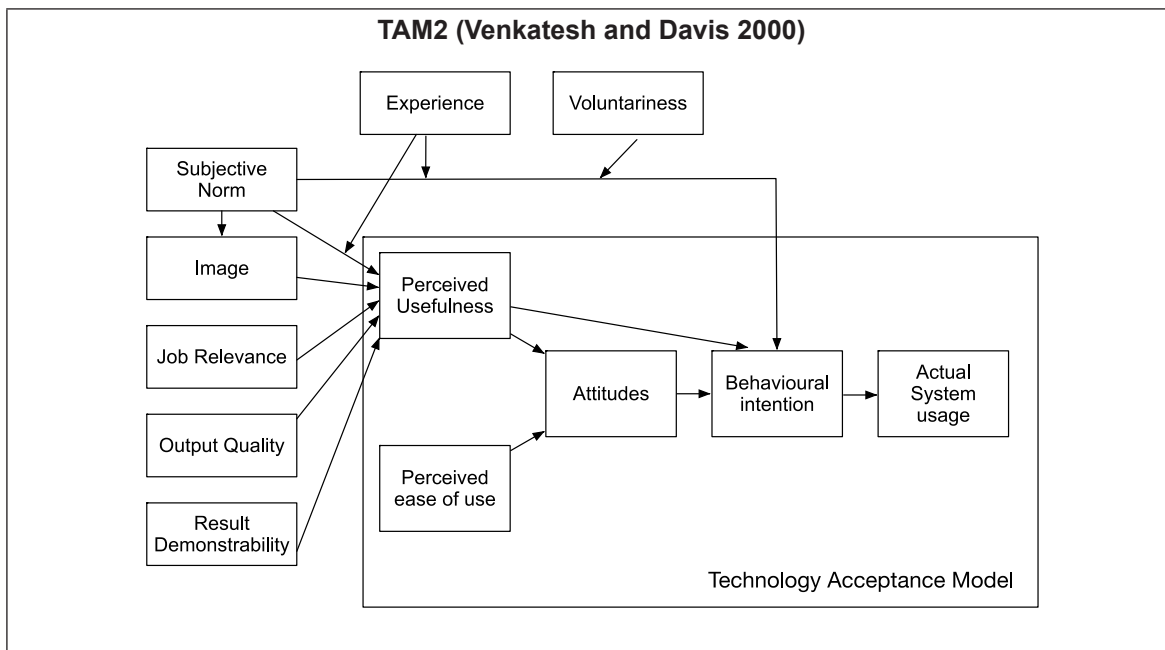 TAM2 (Venkatesh and Davis 2000)
Experience
Voluntariness
Subjective
Norm
Image
Perceived
Usefulness
Job Relevance
Attitudes
Behavioural
intention
Actual
System
usage
Output Quality
Perceived
ease of use
Result
Demonstrability
Technology Acceptance Model